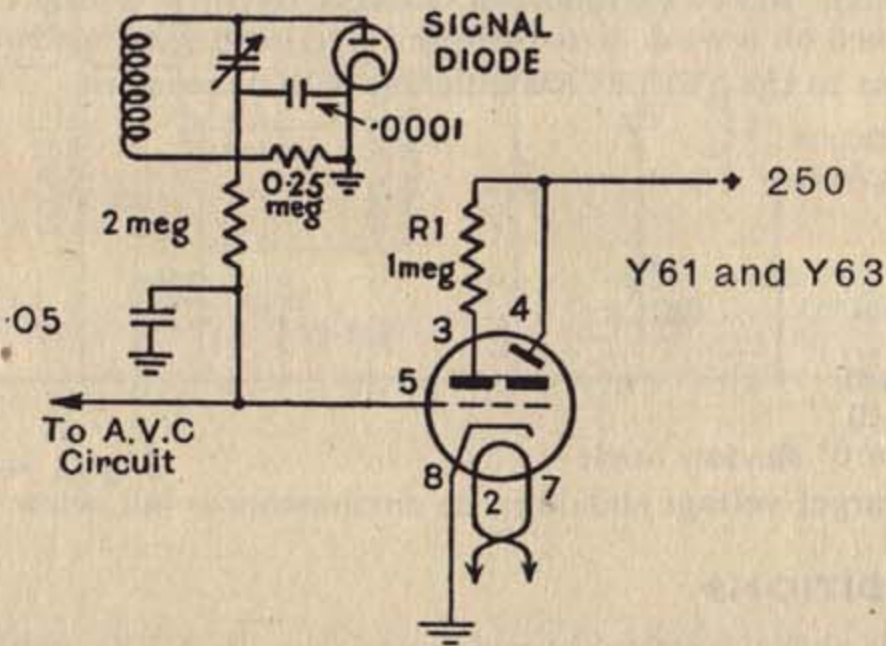 SIGNAL
DIODE
.0001
0.25
meg
2 meg
+ 250
R1
1meg
Y61 and Y63
.05
3
4
5
To A.V.C
Circuit
8
2
7